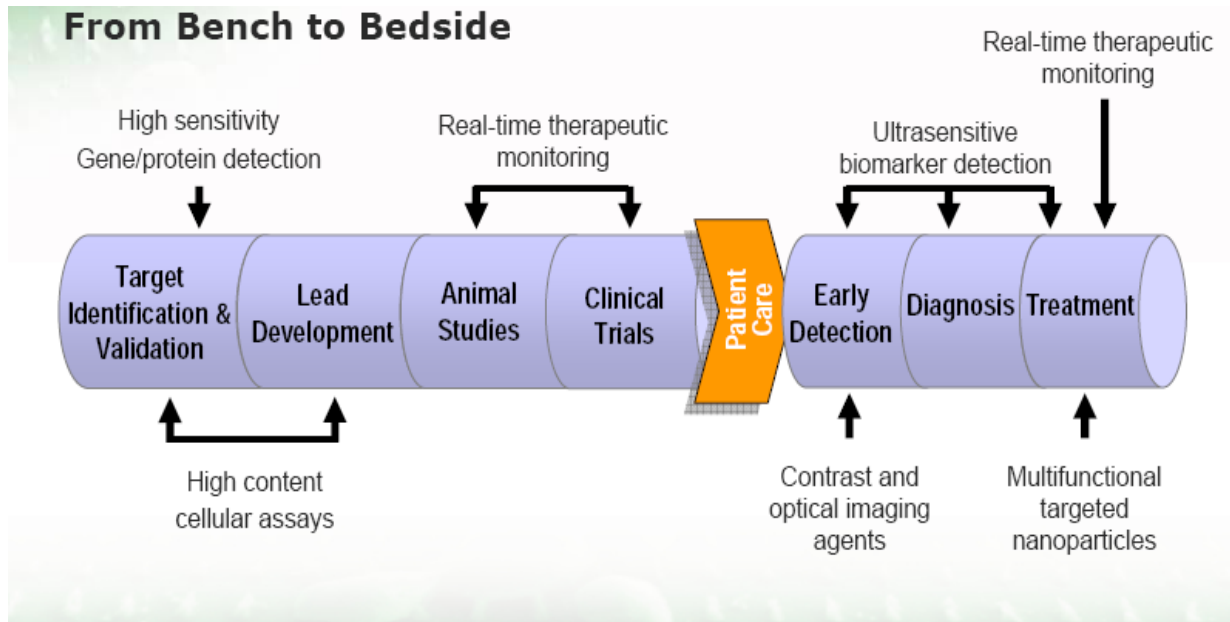 From Bench to Bedside
Real-time therapeutic
monitoring
High sensitivity
Gene/protein detection
Real-time therapeutic
monitoring
Ultrasensitive
biomarker detection
Target
Identification &
Validation
Lead
Development
Animal
Studies
Clinical
Trials
Patient
Care
Early
Detection
Diagnosis
Treatment
High content
cellular assays
Contrast and
optical imaging
agents
Multifunctional
targeted
nanoparticles